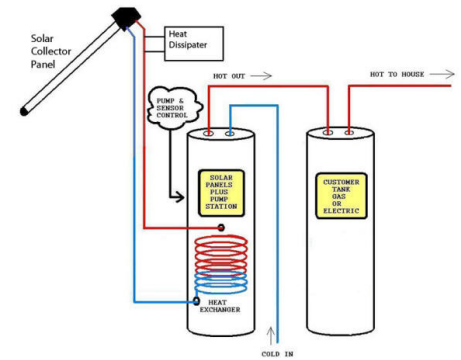 Solar
Collector
Panel
Heat
Dissipater
HOT OUT
HOT TO HOUSE
PUMP &
SENSOR
CONTROL
SOLAR
PANELS
PLUS
PUMP
STATION
CUSTOMER
TANK
GAS
OR
ELECTRIC
HEAT
EXCHANGER
COLD IN